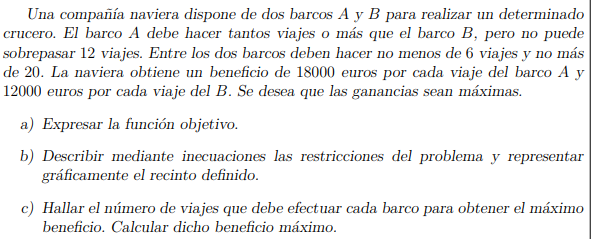 Una compañía naviera dispone de dos barcos A y B para realizar un determinado
crucero. El barco A debe hacer tantos viajes o más que el barco B, pero no puede
sobrepasar 12 viajes. Entre los dos barcos deben hacer no menos de 6 viajes y no más
de 20. La naviera obtiene un beneficio de 18000 euros por cada viaje del barco A y
12000 euros por cada viaje del B. Se desea que las ganancias sean máximas.
a) Expresar la función objetivo.
b) Describir mediante inecuaciones las restricciones del problema y representar
gráficamente el recinto definido.
c) Hallar el número de viajes que debe efectuar cada barco para obtener el máximo
beneficio. Calcular dicho beneficio máximo.